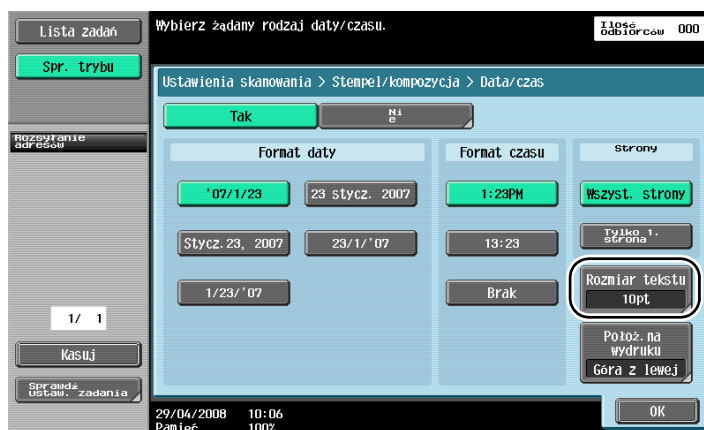 Lista zadań
Wybierz żądany rodzaj daty/czasu.
Ilość
odbiorców 000
Spr. trybu
Ustawienia skanowania > Stempel/kompozycja > Data/czas
Tak
Ni
e
Rozsyłanie
adresów
Format daty
Format czasu
Strony
'07/1/23
23 stycz. 2007
1:23PM
Wszyst. strony
Stycz.23, 2007
23/1/'07
13:23
Tylko 1.
strona
1/23/'07
Brak
Rozmiar tekstu
10pt
1/ 1
Położ.na
wydruku
Góra z lewej
Kasuj
Sprawdź
ustaw. zadania
29/04/2008 10:06
Pamięć 100%
OK